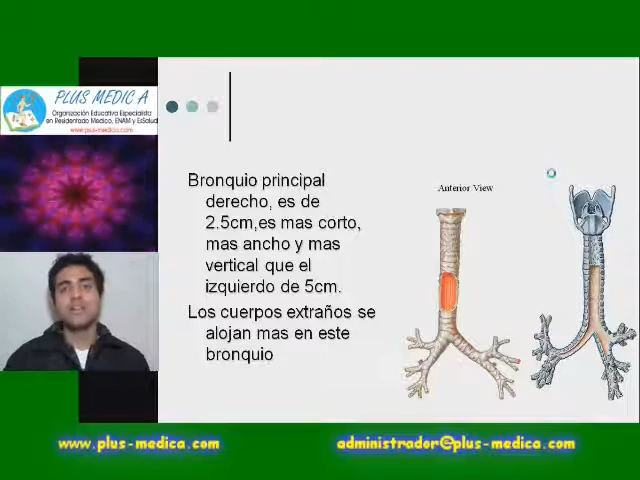 PLUS MEDIC A
Organización Educativa Especialista
en Residentado Medico, ENAM y EsSalud
www.plus-medica.com
Bronquio principal
derecho, es de
2.5cm,es mas corto,
mas ancho y mas
vertical que el
izquierdo de 5cm.
Los cuerpos extraños se
alojan mas en este
bronquio
Anterior View
www.plus-medica.com
administrador@plus-medica.com